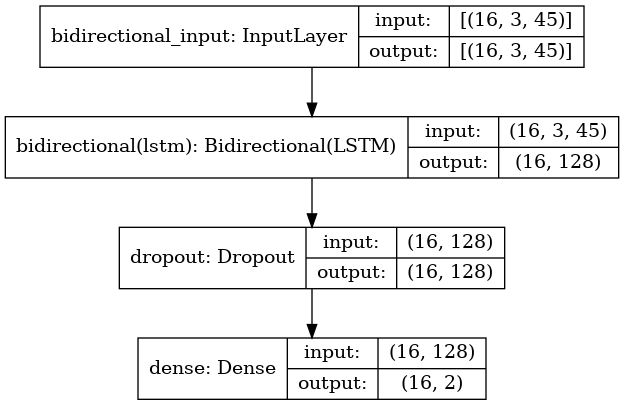 bidirectional_input: InputLayer
input: [(16, 3, 45)]
output: [(16, 3, 45)]
bidirectional(lstm): Bidirectional(LSTM)
input: (16, 3, 45)
output: (16, 128)
dropout: Dropout
input: (16, 128)
output: (16, 128)
dense: Dense
input: (16, 128)
output: (16, 2)